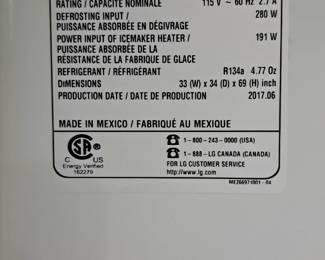 RATING / CAPACITÉ NOMINALE 115 V ~ 60 Hz 2.7 A
DEFROSTING INPUT / 280 W
PUISSANCE ABSORBÉE EN DÉGIVRAGE
POWER INPUT OF ICEMAKER HEATER / 191 W
PUISSANCE ABSORBÉE DE LA
RÉSISTANCE DE LA FABRIQUE DE GLACE
REFRIGERANT / RÉFRIGÉRANT R134a 4.77 Oz
DIMENSIONS 33 (W) x 34 (D) x 69 (H) inch
PRODUCTION DATE / DATE DE PRODUCTION 2017.06
MADE IN MEXICO / FABRIQUÉ AU MEXIQUE
SA
C US
Energy Verified
162279
1-800-243-0000 (USA)
1-888-LG CANADA (CANADA)
FOR LG CUSTOMER SERVICE
http://www.lg.com